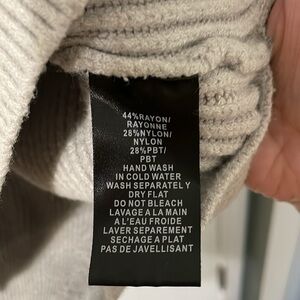 44%RAYON/
RAYONNE
28%NYLON/
NYLON
28%PBT/
PBT
HAND WASH
IN COLD WATER
WASH SEPARATELY
DRY FLAT
DO NOT BLEACH
LAVAGE A LA MAIN
A L'EAU FROIDE
LAVER SEPAREMENT
SECHAGE A PLAT
PAS DE JAVELLISANT